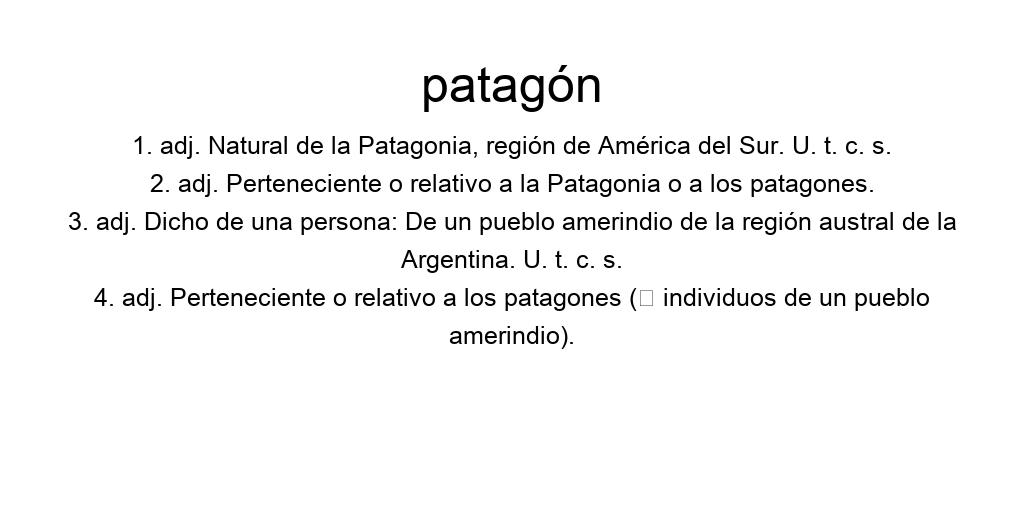 patagón
1. adj. Natural de la Patagonia, región de América del Sur. U. t. c. s.
2. adj. Perteneciente o relativo a la Patagonia o a los patagones.
3. adj. Dicho de una persona: De un pueblo amerindio de la región austral de la
Argentina. U. t. c. s.
4. adj. Perteneciente o relativo a los patagones (▯ individuos de un pueblo
amerindio).